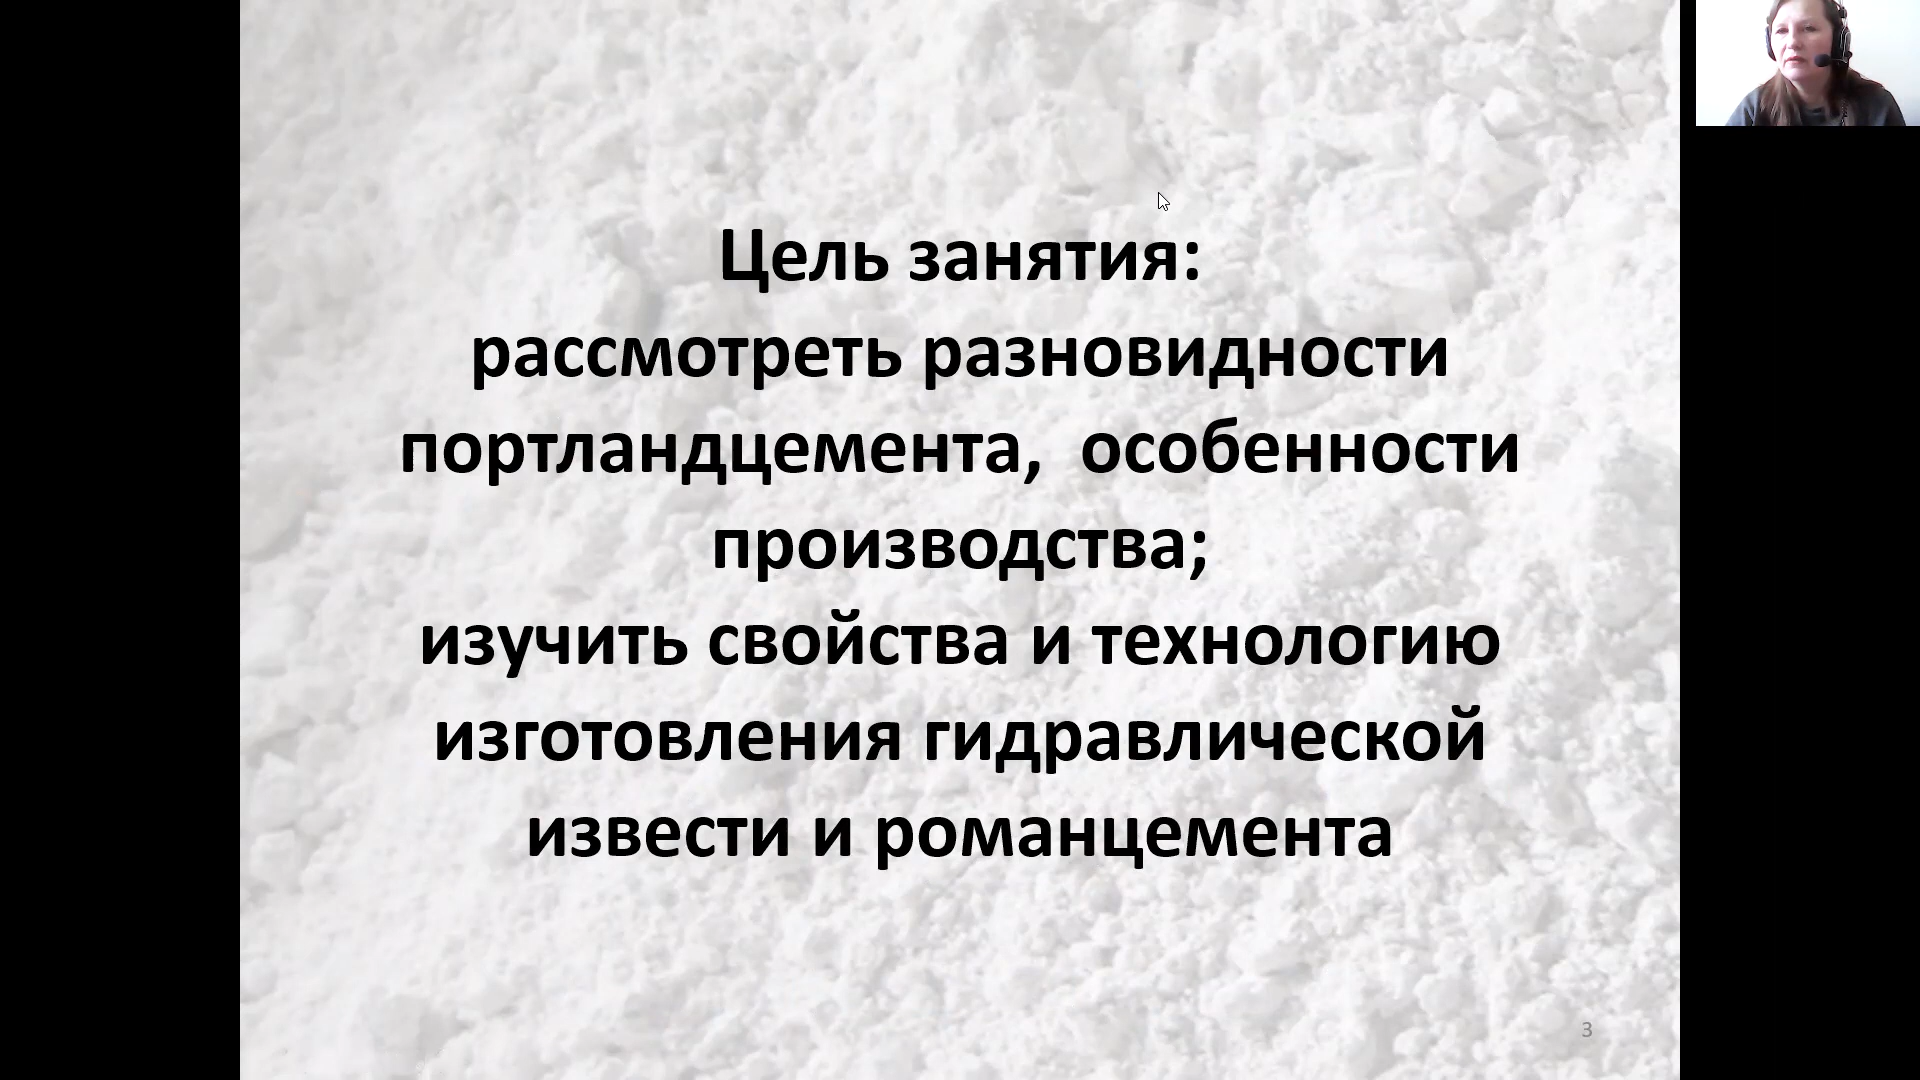 Цель занятия:
рассмотреть разновидности
портландцемента,  особенности
производства;
изучить свойства и технологию
изготовления гидравлической
извести и романцемента
3